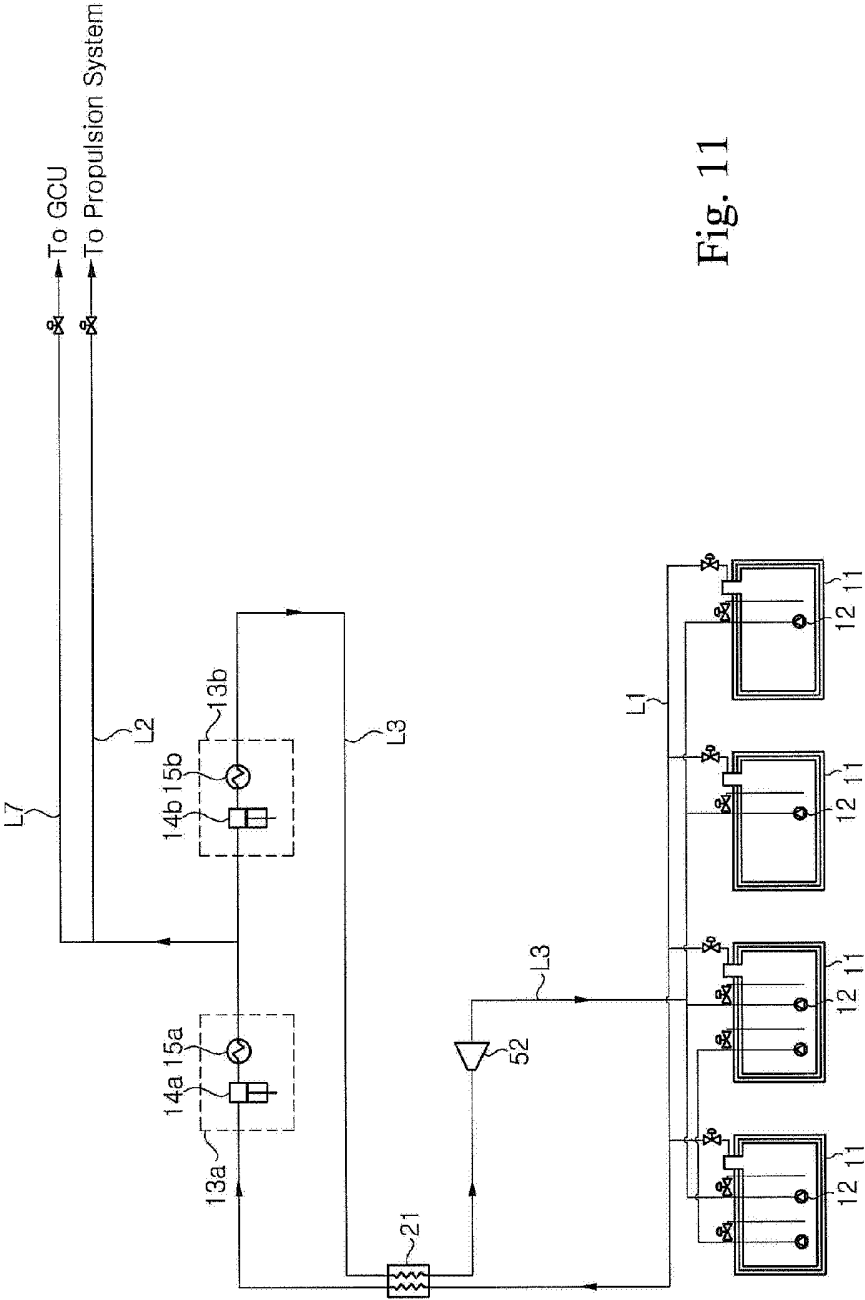 To GCU
To Propulsion System
L7
L2
13b
14b 15b
L3
13a
14a 15a
21
52
L3
L1
11
12
11
12
11
12
11
12
Fig. 11